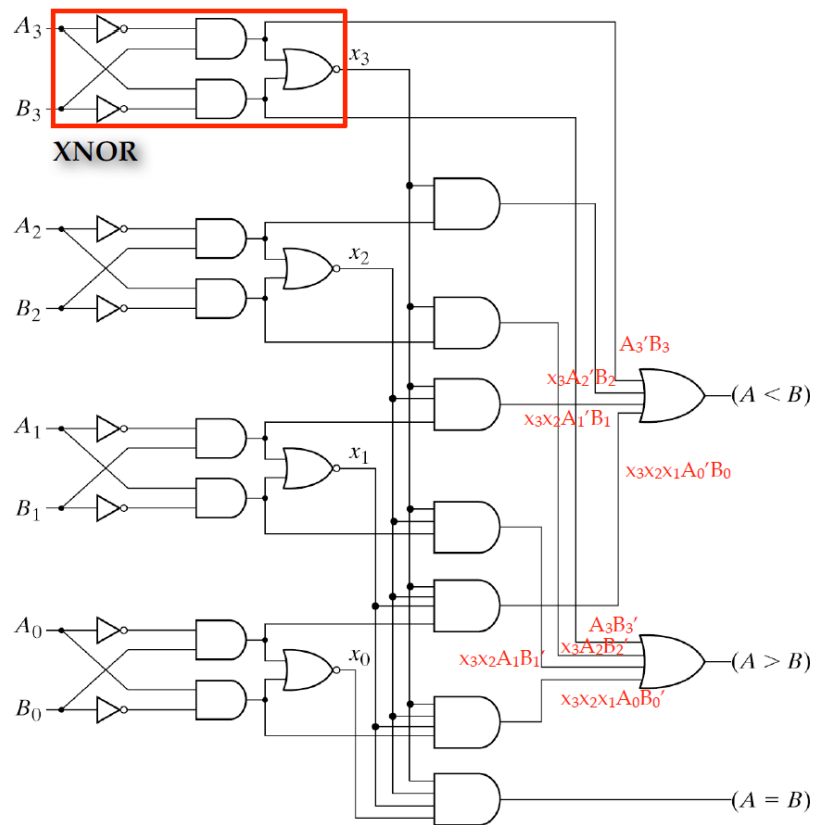 A₃
x₃
B₃
XNOR
A₂
x₂
B₂
A₃'B₃
x₃A₂'B₂
(A < B)
x₃x₂A₁'B₁
A₁
x₁
x₃x₂x₁A₀'B₀
B₁
A₀
A₃B₃'
x₃A₂B₂'
x₀
x₃x₂A₁B₁'
(A > B)
x₃x₂x₁A₀B₀'
B₀
(A = B)